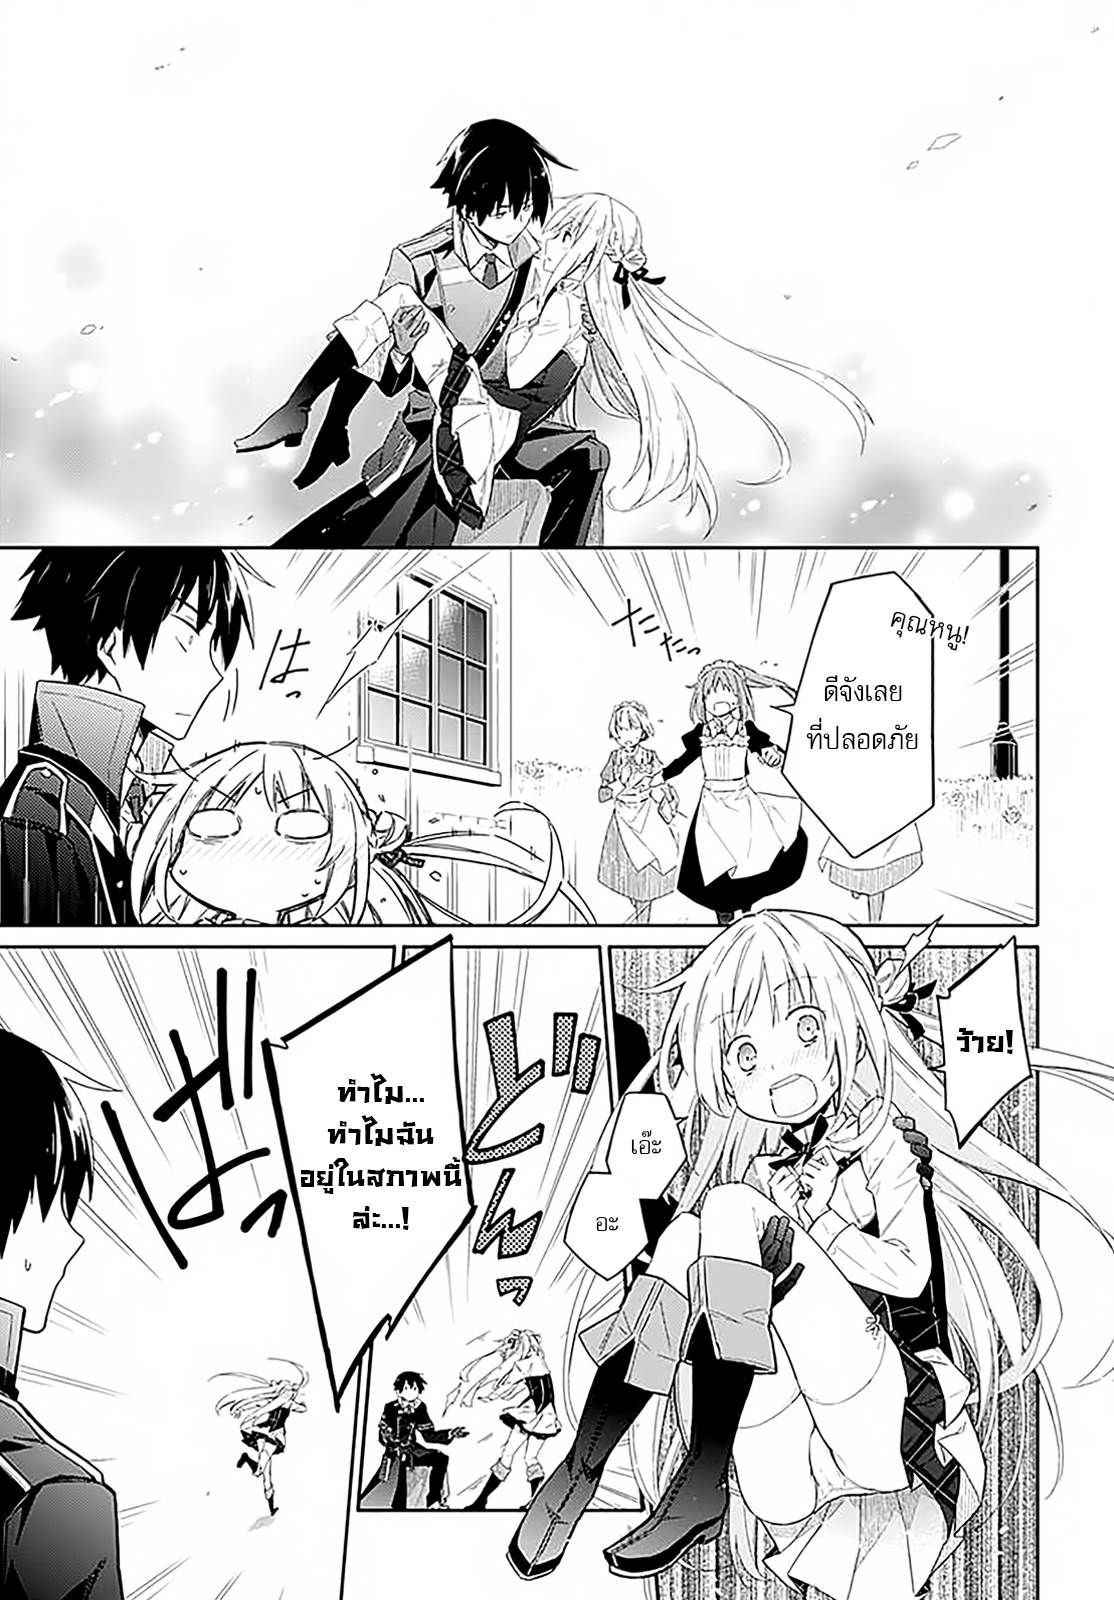 คุณหนู!
ดีจังเลย
ที่ปลอดภัย
はっ
ว้าย!
เอ๊ะ
อะ
ทำไม...
ทำไมฉัน
อยู่ในสภาพนี้
ล่ะ...!